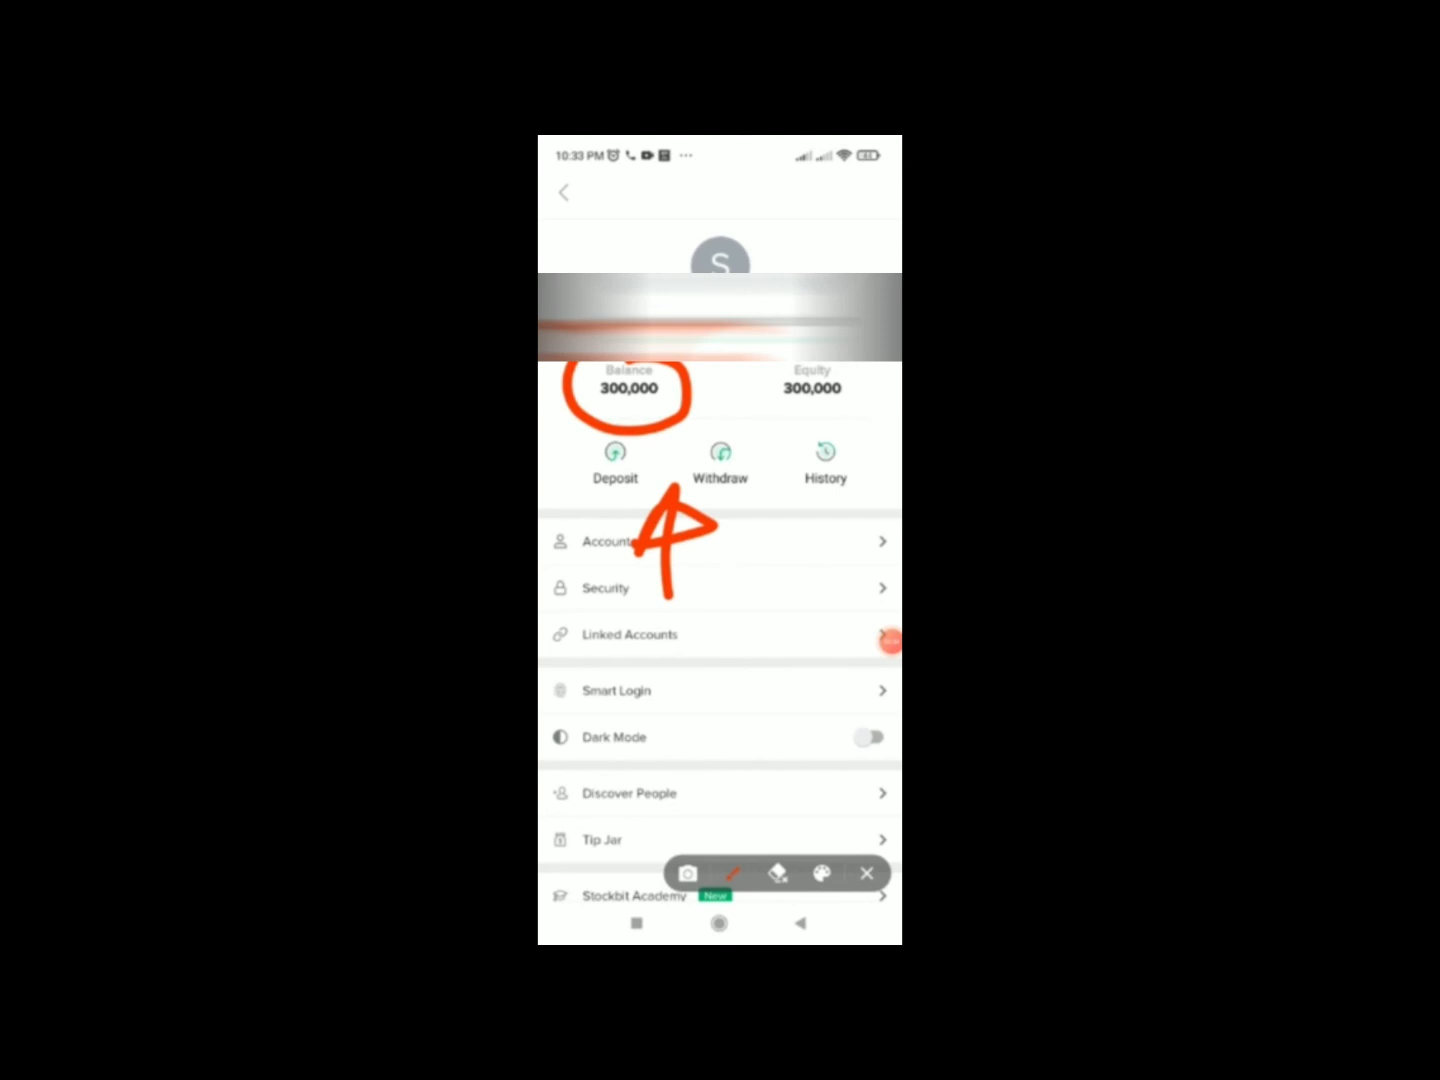 10:33 PM
S
Balance Equity
300,000 300,000
Deposit Withdraw History
Account
Security
Linked Accounts
Smart Login
Dark Mode
Discover People
Tip Jar
Stockbit Academy New